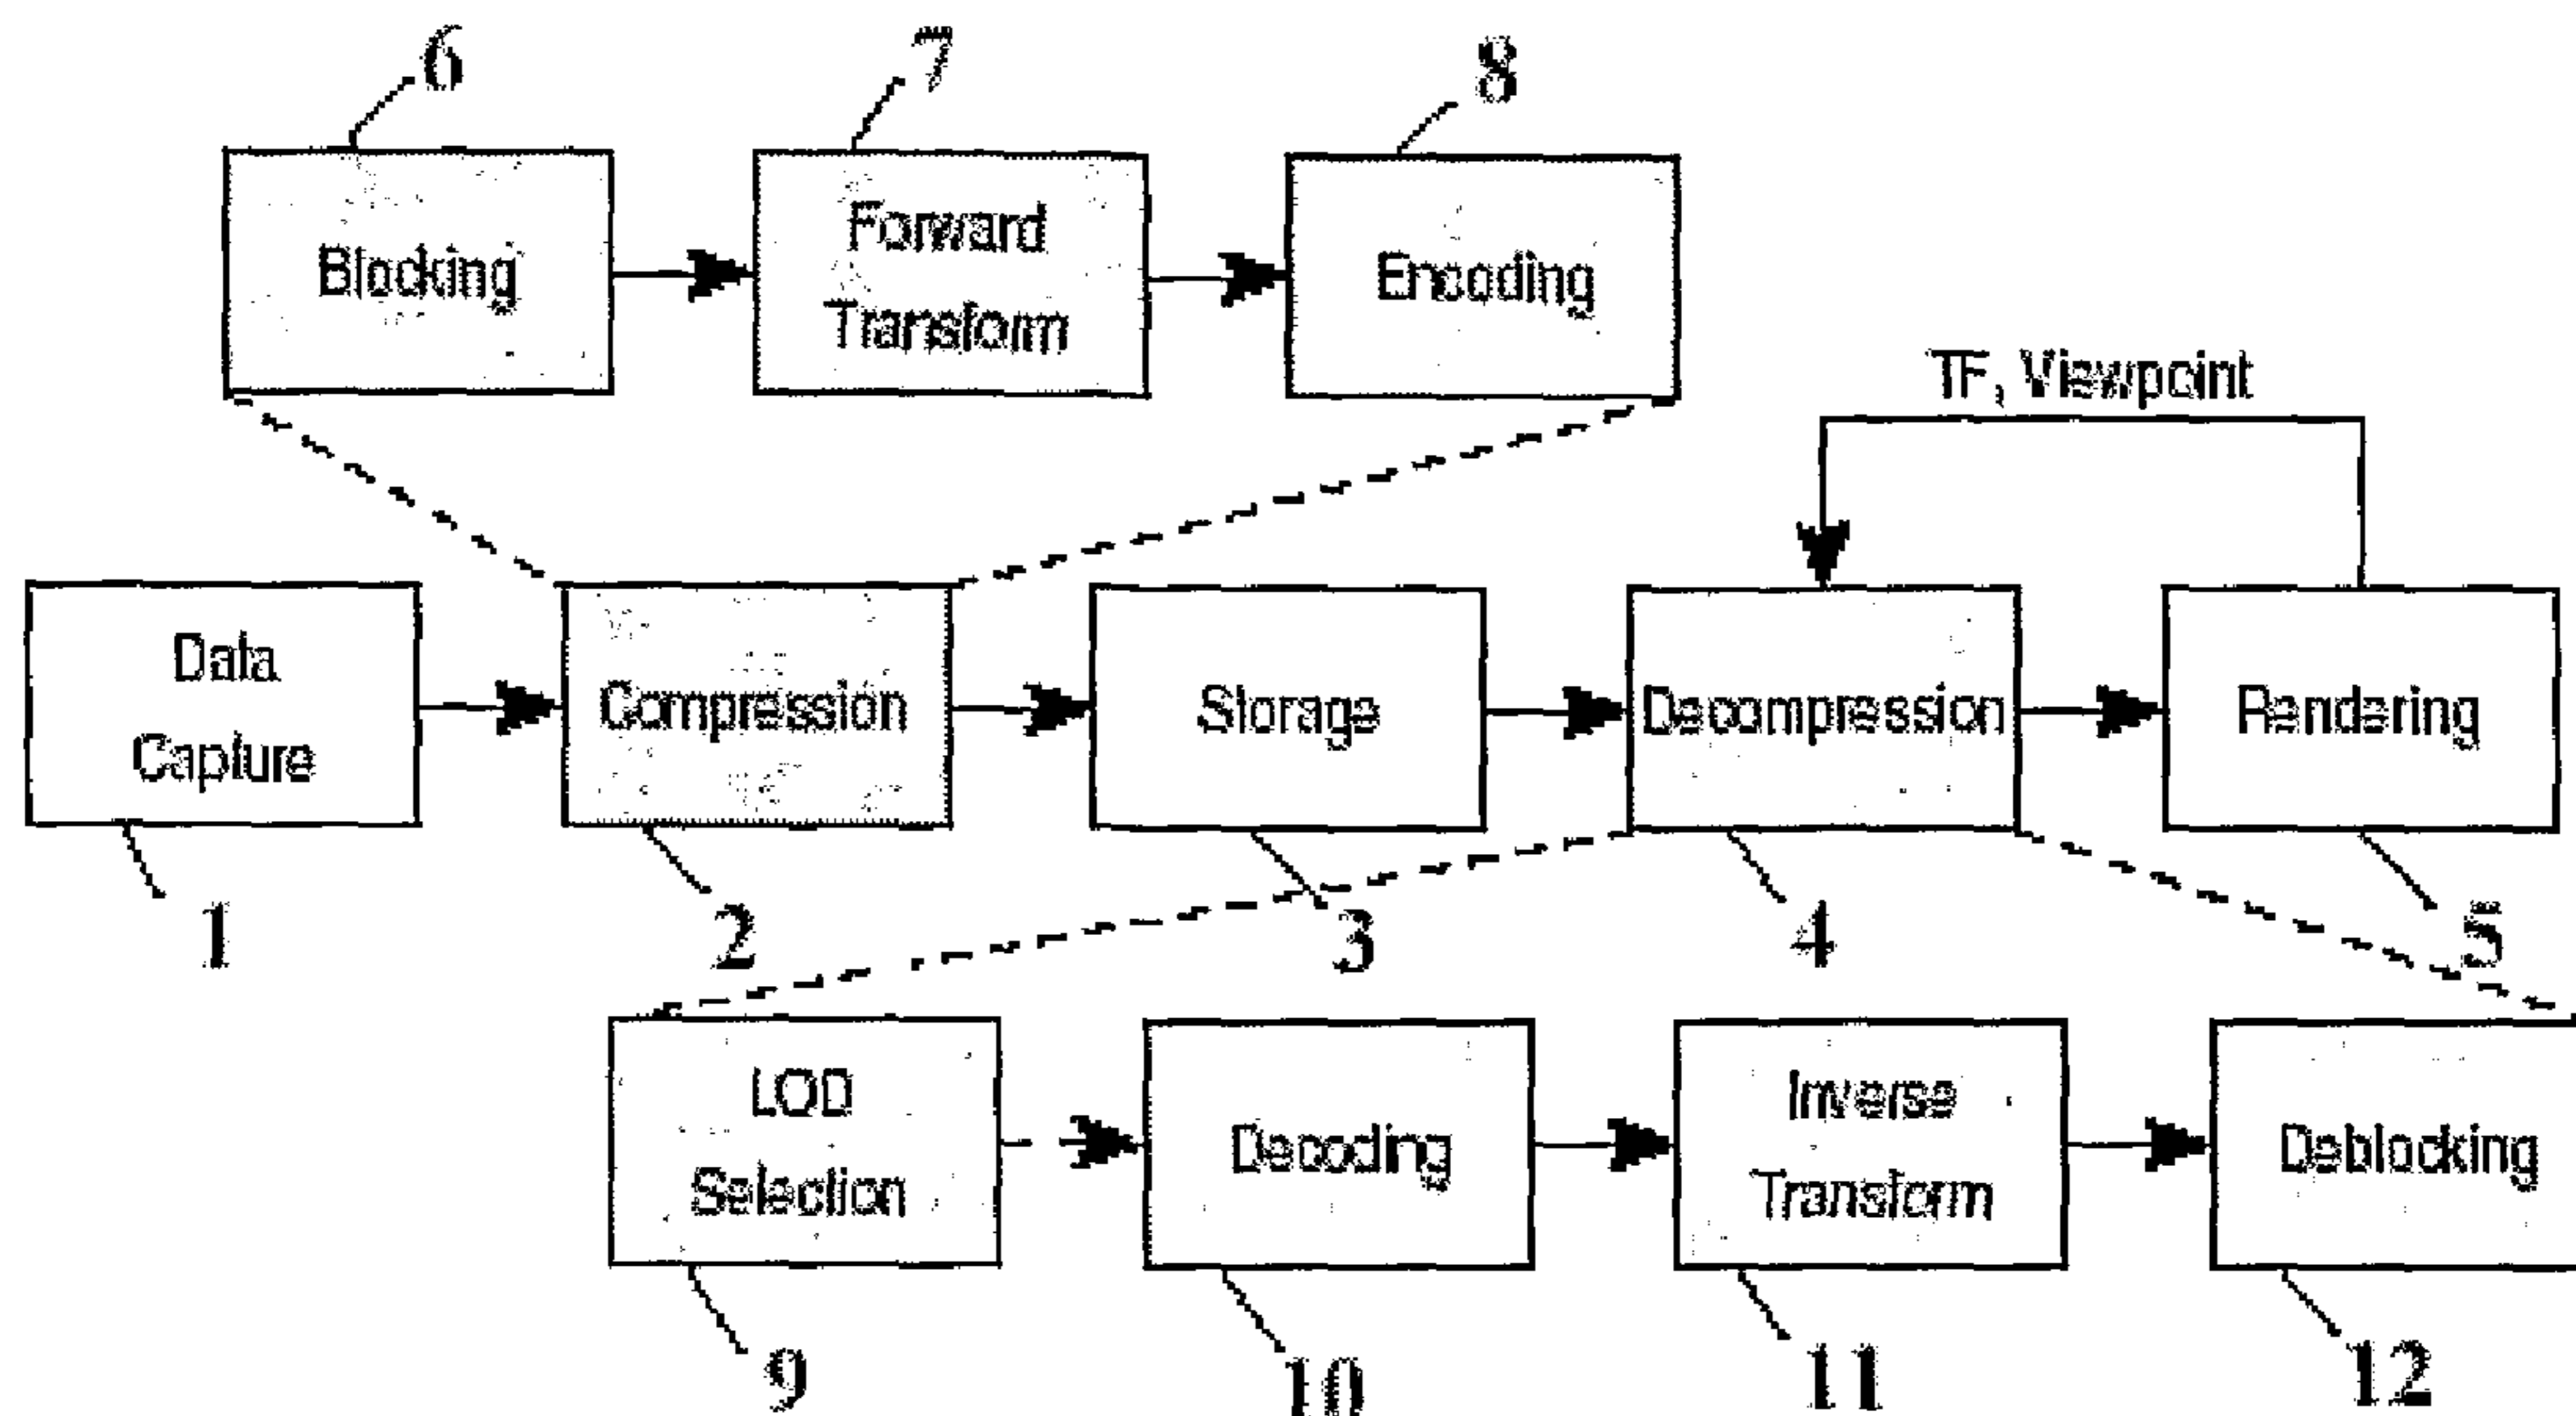 6
7
8
Blocking
Forward
Transform
Encoding
TF, Viewpoint
Data
Capture
Compression
Storage
Decompression
Rendering
1
2
3
4
5
LOD
Selection
Decoding
Inverse
Transform
Deblocking
9
10
11
12